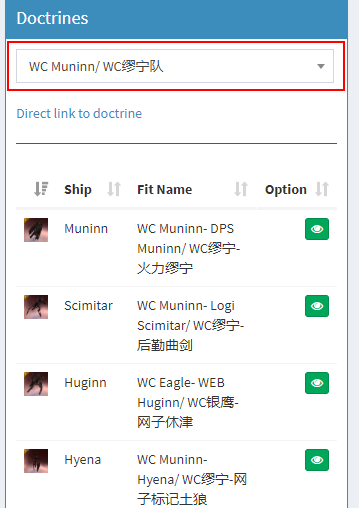 Doctrines
WC Muninn/ WC缪宁队
Direct link to doctrine
Ship Fit Name Option
Muninn WC Muninn- DPS
Muninn/ WC缪宁-
火力缪宁
Scimitar WC Muninn- Logi
Scimitar/ WC缪宁-
后勤曲剑
Huginn WC Eagle- WEB
Huginn/ WC银鹰-
网子休津
Hyena WC Muninn-
Hyena/ WC缪宁-网
子标记土狼